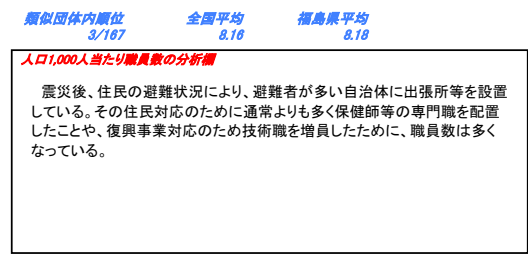 類似団体内順位 全国平均 福島県平均
3/167 8.16 8.18
人口1,000人当たり職員数の分析欄
震災後、住民の避難状況により、避難者が多い自治体に出張所等を設置
している。その住民対応のために通常よりも多く保健師等の専門職を配置
したことや、復興事業対応のため技術職を増員したために、職員数は多く
なっている。